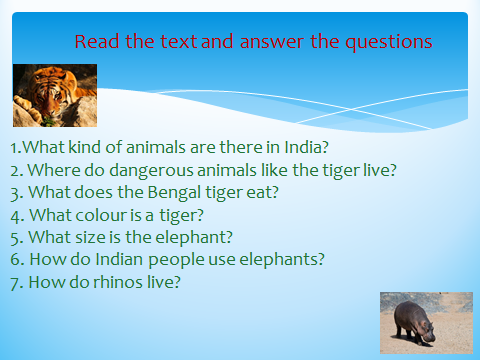 Read the text and answer the questions
1.What kind of animals are there in India?
2. Where do dangerous animals like the tiger live?
3. What does the Bengal tiger eat?
4. What colour is a tiger?
5. What size is the elephant?
6. How do Indian people use elephants?
7. How do rhinos live?